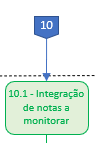 10
10.1 - Integração
de notas a
monitorar